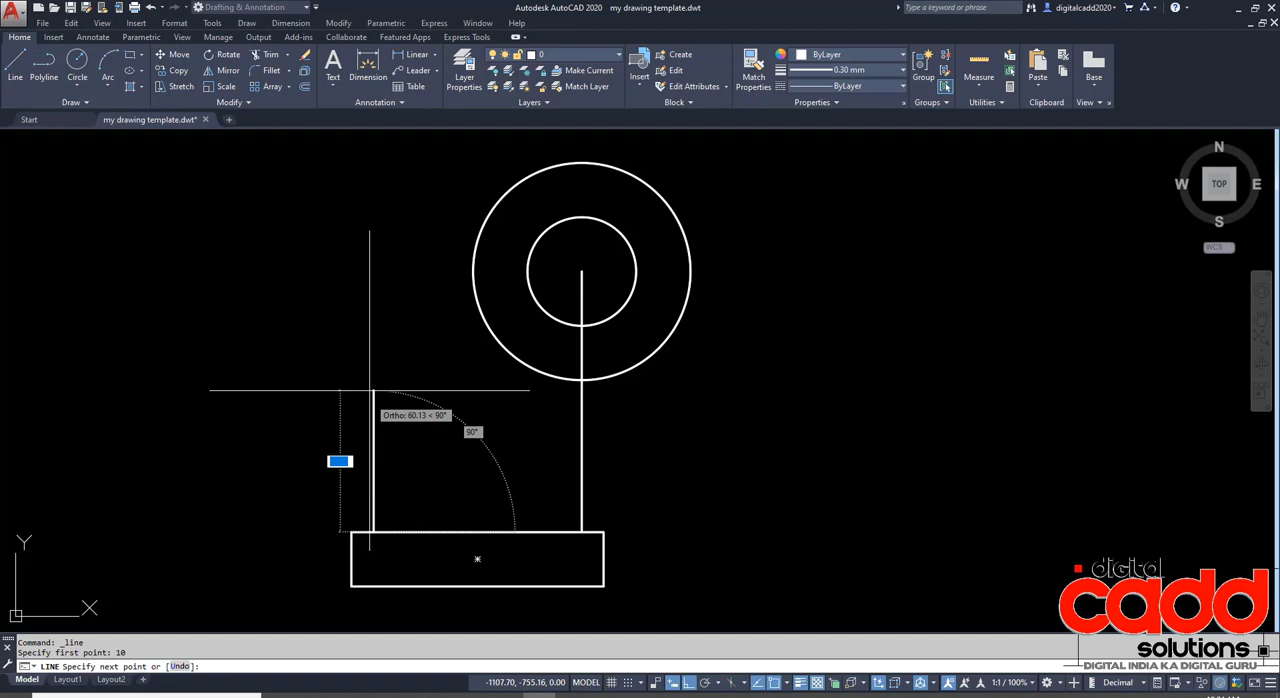 Drafting & Annotation
Autodesk AutoCAD 2020 my drawing template.dwt
Type a keyword or phrase
digitalcadd2020
File Edit View Insert Format Tools Draw Dimension Modify Parametric Express Window Help
Home Insert Annotate Parametric View Manage Output Add-ins Collaborate Featured Apps Express Tools
Line Polyline Circle Arc
Move Rotate Trim
Copy Mirror Fillet
Stretch Scale Array
Text Dimension
Linear
Leader
Table
Layer Properties
0
Make Current
Match Layer
Insert
Create
Edit
Edit Attributes
Match Properties
ByLayer
0.30 mm
ByLayer
Group Measure Paste Base
Draw Modify Annotation Layers Block Properties Groups Utilities Clipboard View
Start my drawing template.dwt*
N
W TOP E
S
WCS
Ortho: 60.13 < 90°
90°
Y
X
digital
cadd
solutions
DIGITAL INDIA KA DIGITAL GURU
Command: _line
Specify first point: 10
LINE Specify next point or [Undo]:
Model Layout1 Layout2
-1107.70, -755.16, 0.00 MODEL
1:1 / 100%
Decimal